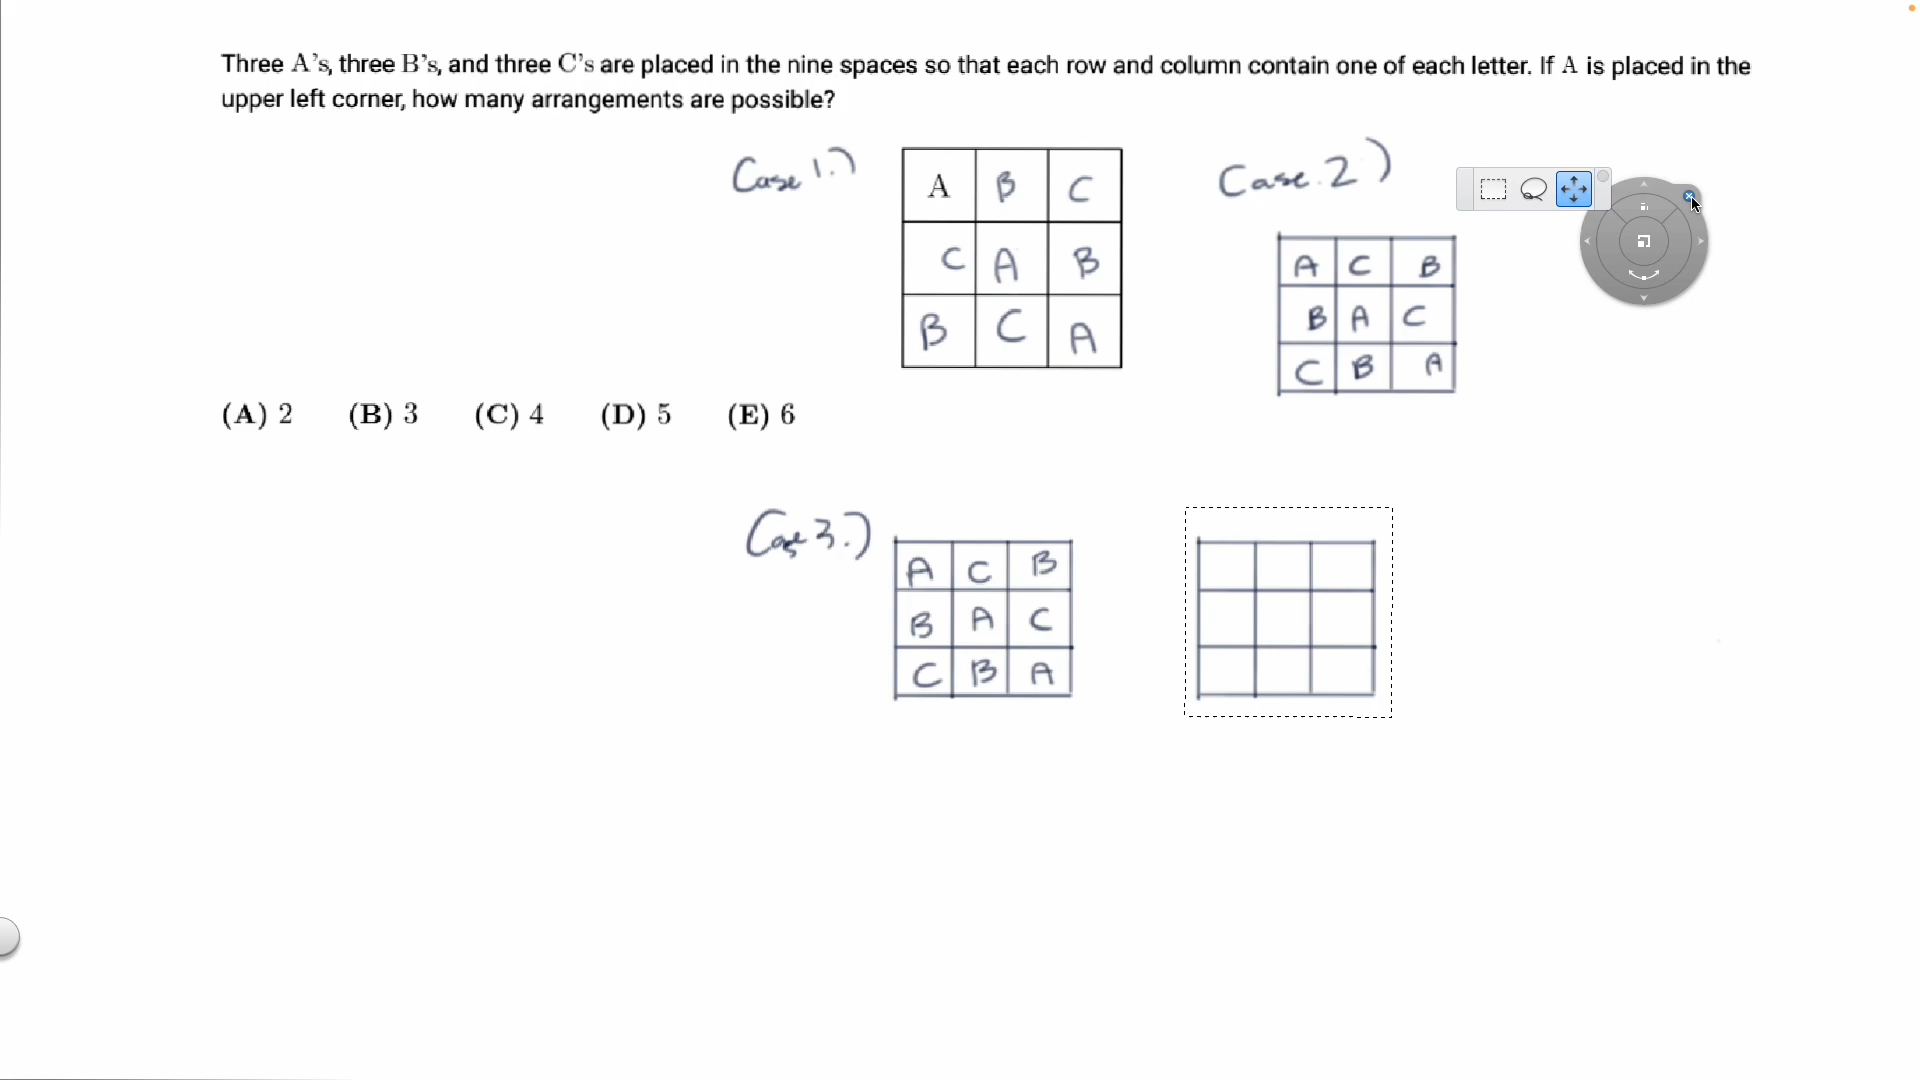 Three A's, three B's, and three C's are placed in the nine spaces so that each row and column contain one of each letter. If A is placed in the
upper left corner, how many arrangements are possible?
Case 1.)
A B C
C A B
B C A
Case 2)
A C B
B A C
C B A
(A) 2 (B) 3 (C) 4 (D) 5 (E) 6
Case 3.)
A C B
B A C
C B A